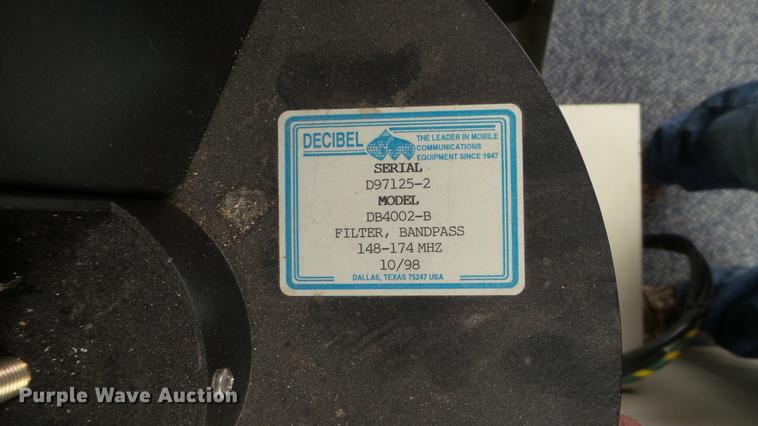 DECIBEL
THE LEADER IN MOBILE
COMMUNICATIONS
EQUIPMENT SINCE 1947
SERIAL
D97125-2
MODEL
DB4002-B
FILTER, BANDPASS
148-174 MHZ
10/98
DALLAS, TEXAS 75247 USA
Purple Wave Auction